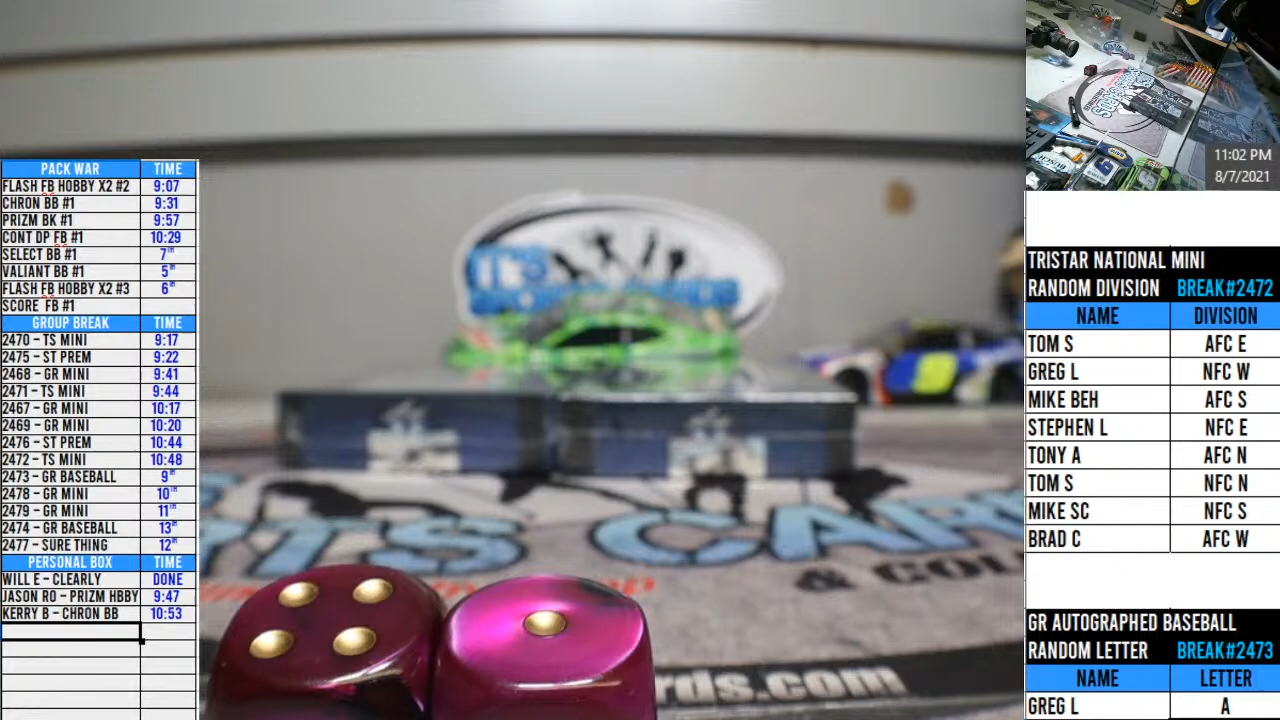 PACK WAR TIME
FLASH FB HOBBY X2 #2 9:07
CHRON BB #1 9:31
PRIZM BK #1 9:57
CONT DP FB #1 10:29
SELECT BB #1 7TH
VALIANT BB #1 5TH
FLASH FB HOBBY X2 #3 6TH
SCORE FB #1
GROUP BREAK TIME
2470 – TS MINI 9:17
2475 – ST PREM 9:22
2468 – GR MINI 9:41
2471 – TS MINI 9:44
2467 – GR MINI 10:17
2469 – GR MINI 10:20
2476 – ST PREM 10:44
2472 – TS MINI 10:48
2473 – GR BASEBALL 9TH
2478 – GR MINI 10TH
2479 – GR MINI 11TH
2474 – GR BASEBALL 13TH
2477 – SURE THING 12TH
PERSONAL BOX TIME
WILL E – CLEARLY DONE
JASON RO – PRIZM HBBY 9:47
KERRY B – CHRON BB 10:53
IT'S
SPORTS CARDS
RTS CAR
& COL
rds.com
11:02 PM
8/7/2021
TRISTAR NATIONAL MINI
RANDOM DIVISION BREAK#2472
NAME DIVISION
TOM S AFC E
GREG L NFC W
MIKE BEH AFC S
STEPHEN L NFC E
TONY A AFC N
TOM S NFC N
MIKE SC NFC S
BRAD C AFC W
GR AUTOGRAPHED BASEBALL
RANDOM LETTER BREAK#2473
NAME LETTER
GREG L A